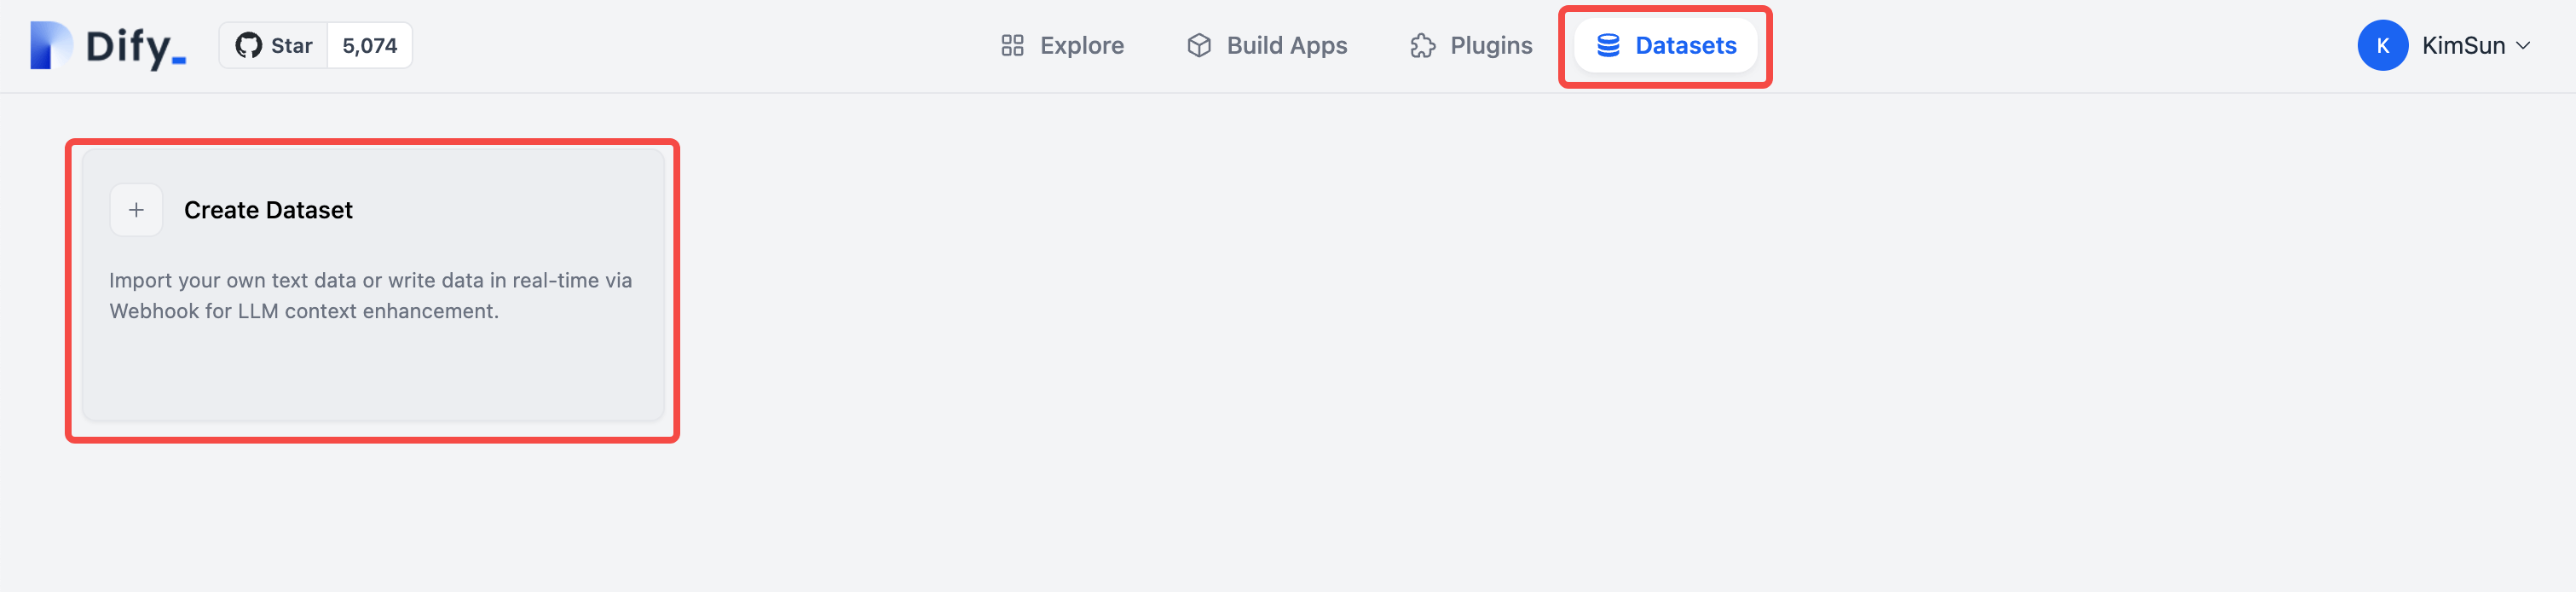 Dify_
Star 5,074
Explore
Build Apps
Plugins
Datasets
K KimSun
+ Create Dataset
Import your own text data or write data in real-time via
Webhook for LLM context enhancement.